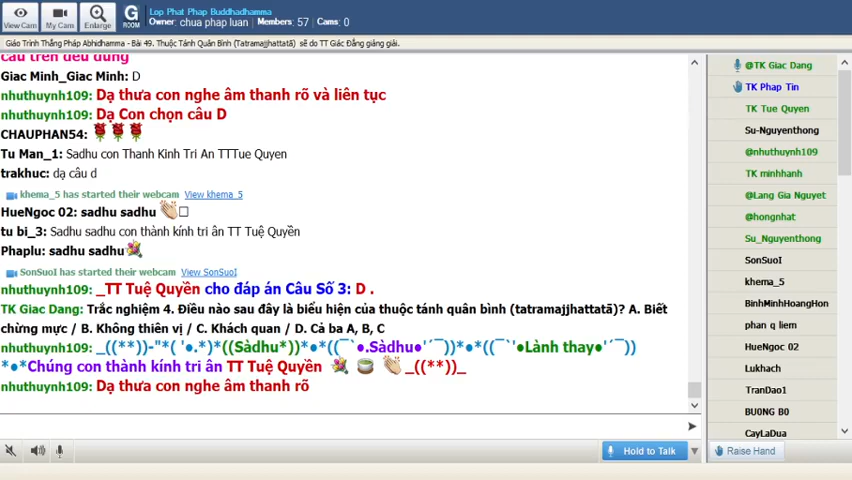 View Cam
My Cam
Enlarge
G
ROOM
Lop Phat Phap Buddhadhamma
Owner: chua phap luan Members: 57 Cams: 0
Giáo Trình Thắng Pháp Abhidhamma - Bài 49. Thuộc Tánh Quân Bình (Tatramajjhattatā) sẽ do TT Giác Đẳng giảng giải.
câu trên đều đúng
Giac Minh_Giac Minh: D
nhuthuynh109: Dạ thưa con nghe âm thanh rõ và liên tục
nhuthuynh109: Dạ Con chọn câu D
CHAUPHAN54:
Tu Man_1: Sadhu con Thanh Kinh Tri An TTTue Quyen
trakhuc: dạ câu d
khema_5 has started their webcam View khema_5
HueNgoc 02: sadhu sadhu
tu bi_3: Sadhu sadhu con thành kính tri ân TT Tuệ Quyền
Phaplu: sadhu sadhu
SonSuoI has started their webcam View SonSuoI
nhuthuynh109: _TT Tuệ Quyền cho đáp án Câu Số 3: D .
TK Giac Dang: Trắc nghiệm 4. Điều nào sau đây là biểu hiện của thuộc tánh quân bình (tatramajjhattatā)? A. Biết
chừng mực / B. Không thiên vị / C. Khách quan / D. Cả ba A, B, C
nhuthuynh109: _((**))-"*( '●.*)*((Sàdhu*))*●*((¯`●.Sàdhu●'´¯))*●*((¯`'●Lành thay●'´¯))
*●*Chúng con thành kính tri ân TT Tuệ Quyền _((**))_
nhuthuynh109: Dạ thưa con nghe âm thanh rõ
@TK Giac Dang
TK Phap Tin
TK Tue Quyen
Su-Nguyenthong
@nhuthuynh109
TK minhhanh
@Lang Gia Nguyet
@hongnhat
Su_Nguyenthong
SonSuoI
khema_5
BinhMinhHoangHon
phan q liem
HueNgoc 02
Lukhach
TranDao1
BU0NG B0
CayLaDua
Hold to Talk
Raise Hand